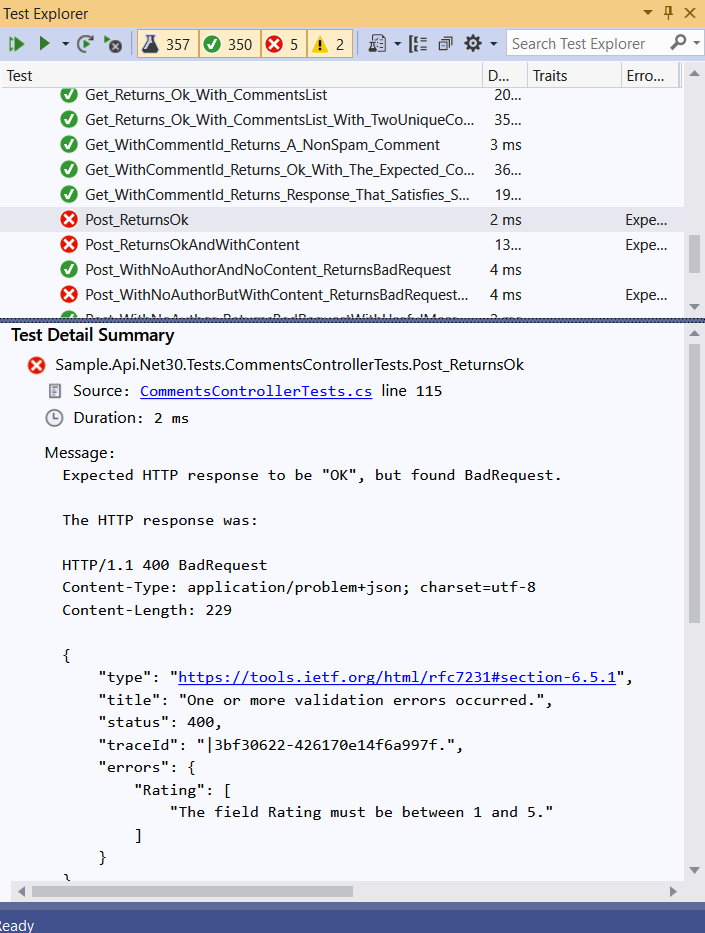 Test Explorer
357 350 5 2 Search Test Explorer
Test D... Traits Erro...
Get_Returns_Ok_With_CommentsList 20...
Get_Returns_Ok_With_CommentsList_With_TwoUniqueCo... 35...
Get_WithCommentId_Returns_A_NonSpam_Comment 3 ms
Get_WithCommentId_Returns_Ok_With_The_Expected_Co... 36...
Get_WithCommentId_Returns_Response_That_Satisfies_S... 19...
Post_ReturnsOk 2 ms Expe...
Post_ReturnsOkAndWithContent 13... Expe...
Post_WithNoAuthorAndNoContent_ReturnsBadRequest 4 ms
Post_WithNoAuthorButWithContent_ReturnsBadRequest... 4 ms Expe...
Test Detail Summary
Sample.Api.Net30.Tests.CommentsControllerTests.Post_ReturnsOk
Source: CommentsControllerTests.cs line 115
Duration: 2 ms
Message:
Expected HTTP response to be "OK", but found BadRequest.
The HTTP response was:
HTTP/1.1 400 BadRequest
Content-Type: application/problem+json; charset=utf-8
Content-Length: 229
{
"type": "https://tools.ietf.org/html/rfc7231#section-6.5.1",
"title": "One or more validation errors occurred.",
"status": 400,
"traceId": "|3bf30622-426170e14f6a997f.",
"errors": {
"Rating": [
"The field Rating must be between 1 and 5."
]
}
}